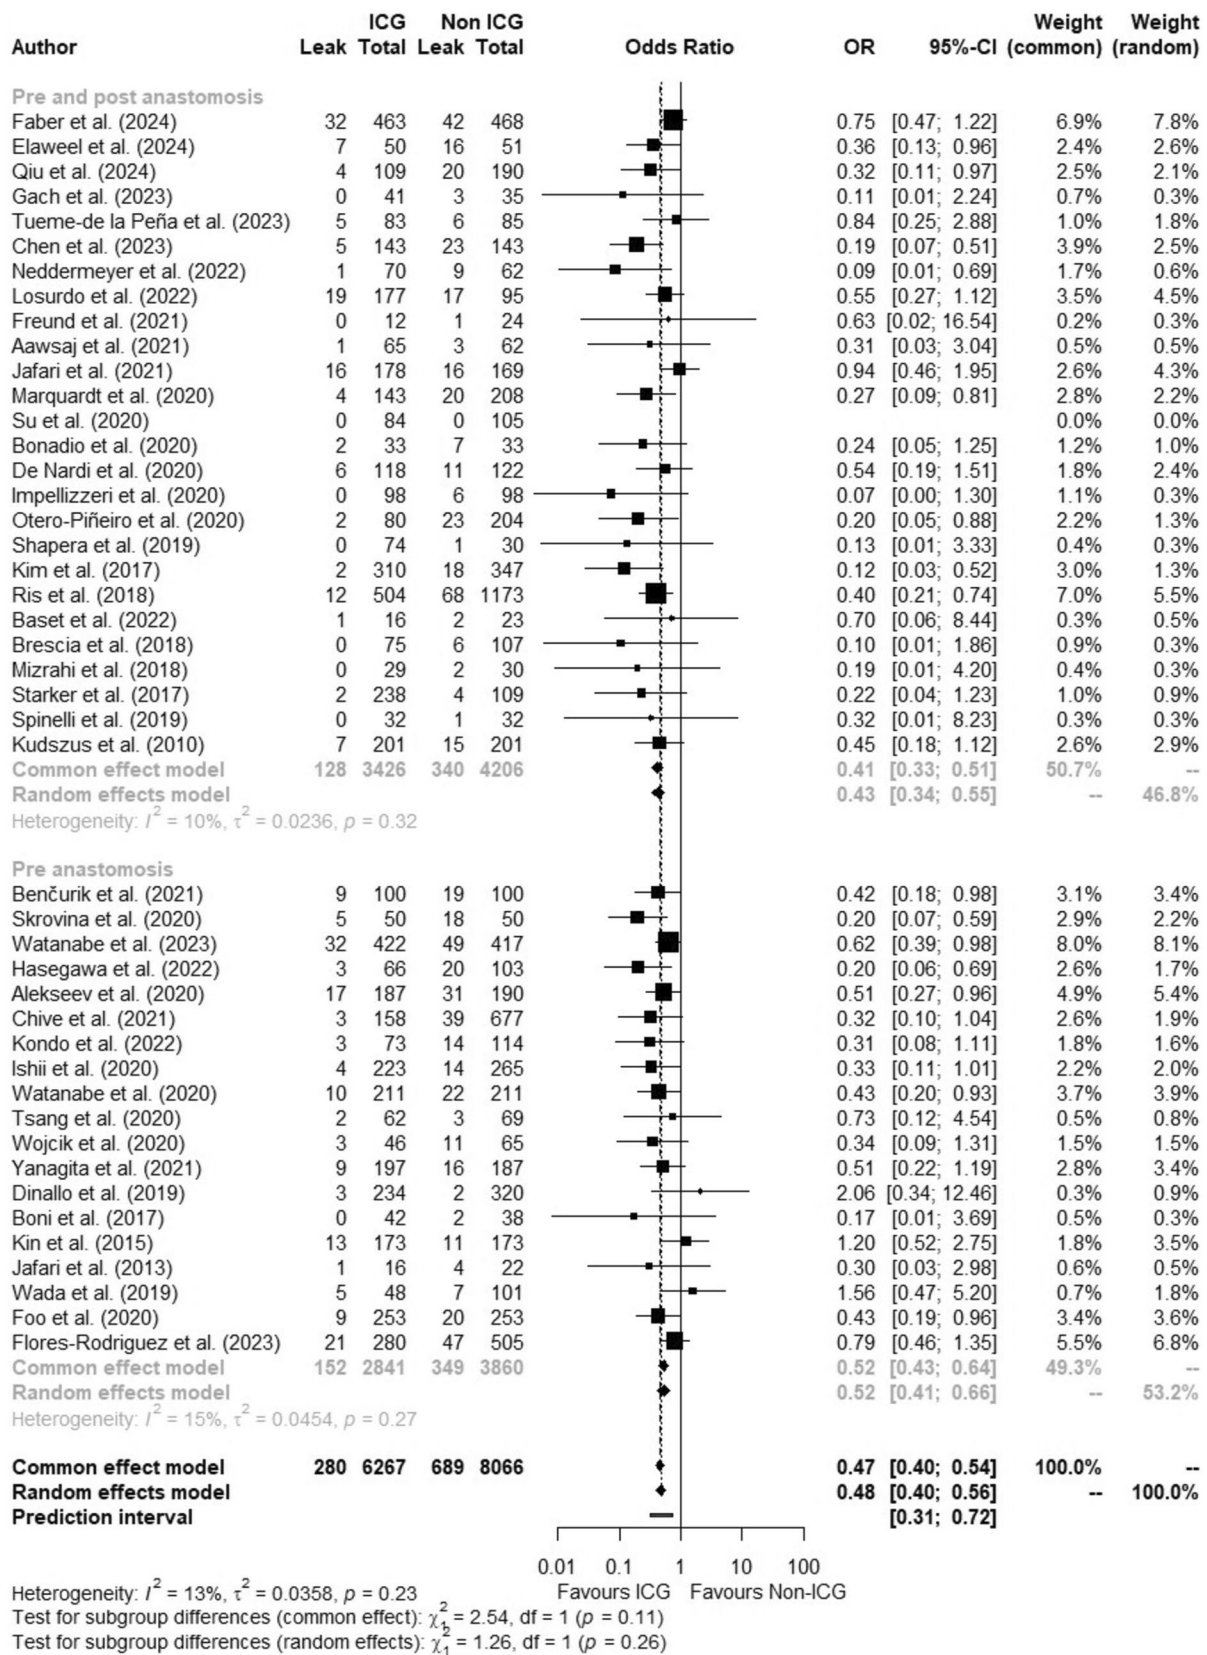 ICG Non ICG Weight Weight
Author Leak Total Leak Total Odds Ratio OR 95%-CI (common) (random)
Pre and post anastomosis
Faber et al. (2024) 32 463 42 468 0.75 [0.47; 1.22] 6.9% 7.8%
Elaweel et al. (2024) 7 50 16 51 0.36 [0.13; 0.96] 2.4% 2.6%
Qiu et al. (2024) 4 109 20 190 0.32 [0.11; 0.97] 2.5% 2.1%
Gach et al. (2023) 0 41 3 35 0.11 [0.01; 2.24] 0.7% 0.3%
Tueme-de la Peña et al. (2023) 5 83 6 85 0.84 [0.25; 2.88] 1.0% 1.8%
Chen et al. (2023) 5 143 23 143 0.19 [0.07; 0.51] 3.9% 2.5%
Neddermeyer et al. (2022) 1 70 9 62 0.09 [0.01; 0.69] 1.7% 0.6%
Losurdo et al. (2022) 19 177 17 95 0.55 [0.27; 1.12] 3.5% 4.5%
Freund et al. (2021) 0 12 1 24 0.63 [0.02; 16.54] 0.2% 0.3%
Aawsaj et al. (2021) 1 65 3 62 0.31 [0.03; 3.04] 0.5% 0.5%
Jafari et al. (2021) 16 178 16 169 0.94 [0.46; 1.95] 2.6% 4.3%
Marquardt et al. (2020) 4 143 20 208 0.27 [0.09; 0.81] 2.8% 2.2%
Su et al. (2020) 0 84 0 105 0.0% 0.0%
Bonadio et al. (2020) 2 33 7 33 0.24 [0.05; 1.25] 1.2% 1.0%
De Nardi et al. (2020) 6 118 11 122 0.54 [0.19; 1.51] 1.8% 2.4%
Impellizzeri et al. (2020) 0 98 6 98 0.07 [0.00; 1.30] 1.1% 0.3%
Otero-Piñeiro et al. (2020) 2 80 23 204 0.20 [0.05; 0.88] 2.2% 1.3%
Shapera et al. (2019) 0 74 1 30 0.13 [0.01; 3.33] 0.4% 0.3%
Kim et al. (2017) 2 310 18 347 0.12 [0.03; 0.52] 3.0% 1.3%
Ris et al. (2018) 12 504 68 1173 0.40 [0.21; 0.74] 7.0% 5.5%
Baset et al. (2022) 1 16 2 23 0.70 [0.06; 8.44] 0.3% 0.5%
Brescia et al. (2018) 0 75 6 107 0.10 [0.01; 1.86] 0.9% 0.3%
Mizrahi et al. (2018) 0 29 2 30 0.19 [0.01; 4.20] 0.4% 0.3%
Starker et al. (2017) 2 238 4 109 0.22 [0.04; 1.23] 1.0% 0.9%
Spinelli et al. (2019) 0 32 1 32 0.32 [0.01; 8.23] 0.3% 0.3%
Kudszus et al. (2010) 7 201 15 201 0.45 [0.18; 1.12] 2.6% 2.9%
Common effect model 128 3426 340 4206 0.41 [0.33; 0.51] 50.7% --
Random effects model 0.43 [0.34; 0.55] -- 46.8%
Heterogeneity: I² = 10%, τ² = 0.0236, p = 0.32
Pre anastomosis
Benčurik et al. (2021) 9 100 19 100 0.42 [0.18; 0.98] 3.1% 3.4%
Skrovina et al. (2020) 5 50 18 50 0.20 [0.07; 0.59] 2.9% 2.2%
Watanabe et al. (2023) 32 422 49 417 0.62 [0.39; 0.98] 8.0% 8.1%
Hasegawa et al. (2022) 3 66 20 103 0.20 [0.06; 0.69] 2.6% 1.7%
Alekseev et al. (2020) 17 187 31 190 0.51 [0.27; 0.96] 4.9% 5.4%
Chive et al. (2021) 3 158 39 677 0.32 [0.10; 1.04] 2.6% 1.9%
Kondo et al. (2022) 3 73 14 114 0.31 [0.08; 1.11] 1.8% 1.6%
Ishii et al. (2020) 4 223 14 265 0.33 [0.11; 1.01] 2.2% 2.0%
Watanabe et al. (2020) 10 211 22 211 0.43 [0.20; 0.93] 3.7% 3.9%
Tsang et al. (2020) 2 62 3 69 0.73 [0.12; 4.54] 0.5% 0.8%
Wojcik et al. (2020) 3 46 11 65 0.34 [0.09; 1.31] 1.5% 1.5%
Yanagita et al. (2021) 9 197 16 187 0.51 [0.22; 1.19] 2.8% 3.4%
Dinallo et al. (2019) 3 234 2 320 2.06 [0.34; 12.46] 0.3% 0.9%
Boni et al. (2017) 0 42 2 38 0.17 [0.01; 3.69] 0.5% 0.3%
Kin et al. (2015) 13 173 11 173 1.20 [0.52; 2.75] 1.8% 3.5%
Jafari et al. (2013) 1 16 4 22 0.30 [0.03; 2.98] 0.6% 0.5%
Wada et al. (2019) 5 48 7 101 1.56 [0.47; 5.20] 0.7% 1.8%
Foo et al. (2020) 9 253 20 253 0.43 [0.19; 0.96] 3.4% 3.6%
Flores-Rodriguez et al. (2023) 21 280 47 505 0.79 [0.46; 1.35] 5.5% 6.8%
Common effect model 152 2841 349 3860 0.52 [0.43; 0.64] 49.3% --
Random effects model 0.52 [0.41; 0.66] -- 53.2%
Heterogeneity: I² = 15%, τ² = 0.0454, p = 0.27
Common effect model 280 6267 689 8066 0.47 [0.40; 0.54] 100.0% --
Random effects model 0.48 [0.40; 0.56] -- 100.0%
Prediction interval [0.31; 0.72]
0.01 0.1 1 10 100
Heterogeneity: I² = 13%, τ² = 0.0358, p = 0.23 Favours ICG Favours Non-ICG
Test for subgroup differences (common effect): χ²₁ = 2.54, df = 1 (p = 0.11)
Test for subgroup differences (random effects): χ²₁ = 1.26, df = 1 (p = 0.26)